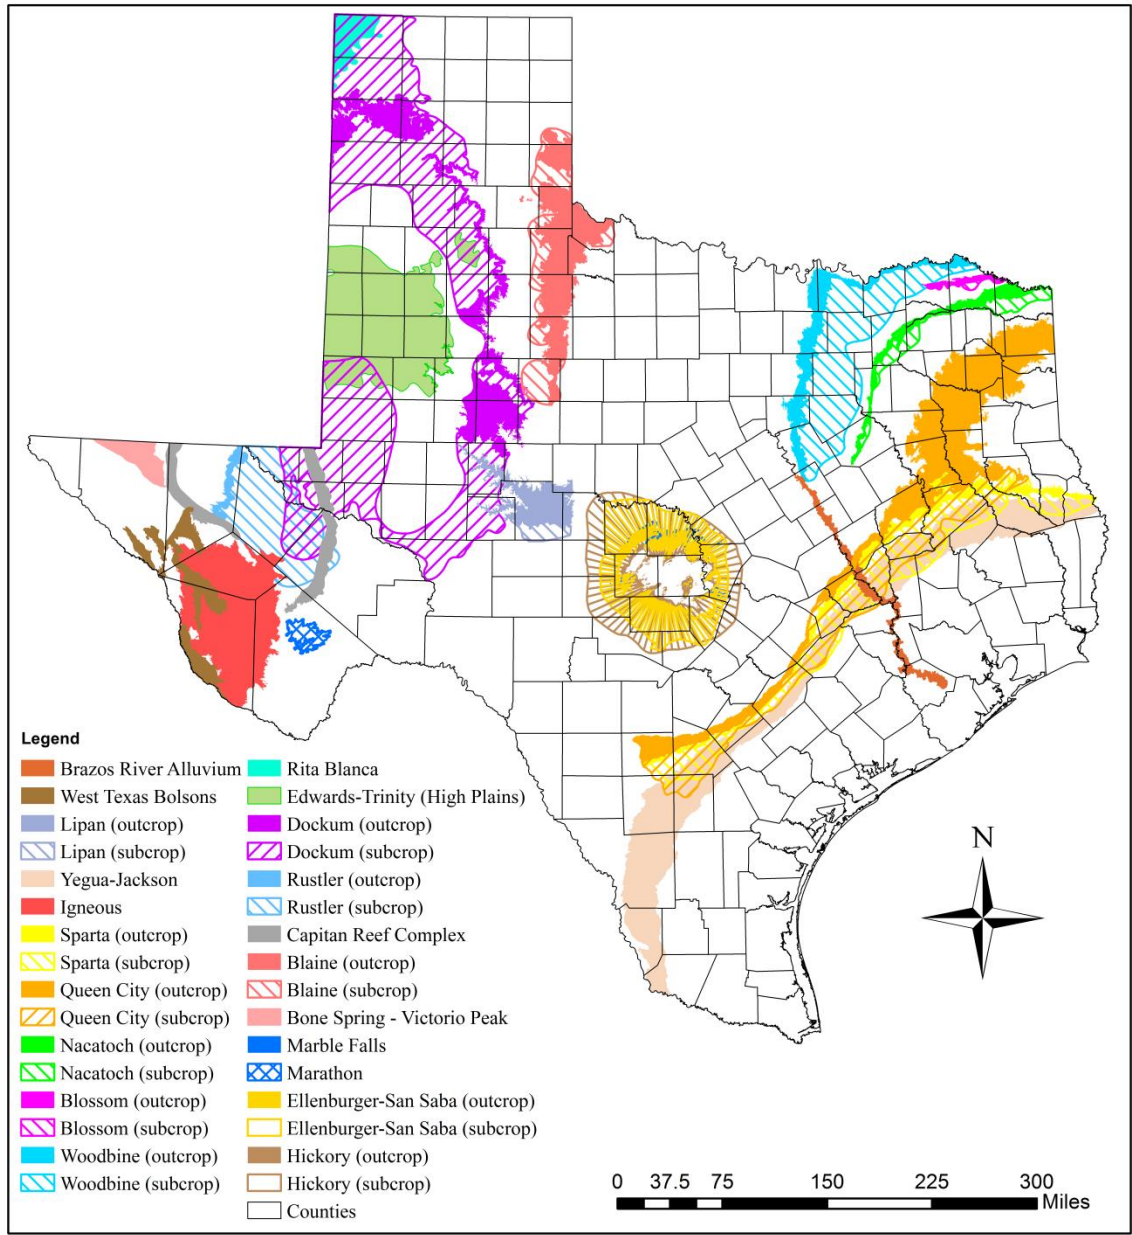 Legend
Brazos River Alluvium
West Texas Bolsons
Lipan (outcrop)
Lipan (subcrop)
Yegua-Jackson
Igneous
Sparta (outcrop)
Sparta (subcrop)
Queen City (outcrop)
Queen City (subcrop)
Nacatoch (outcrop)
Nacatoch (subcrop)
Blossom (outcrop)
Blossom (subcrop)
Woodbine (outcrop)
Woodbine (subcrop)
Rita Blanca
Edwards-Trinity (High Plains)
Dockum (outcrop)
Dockum (subcrop)
Rustler (outcrop)
Rustler (subcrop)
Capitan Reef Complex
Blaine (outcrop)
Blaine (subcrop)
Bone Spring - Victorio Peak
Marble Falls
Marathon
Ellenburger-San Saba (outcrop)
Ellenburger-San Saba (subcrop)
Hickory (outcrop)
Hickory (subcrop)
Counties
N
0 37.5 75 150 225 300
Miles